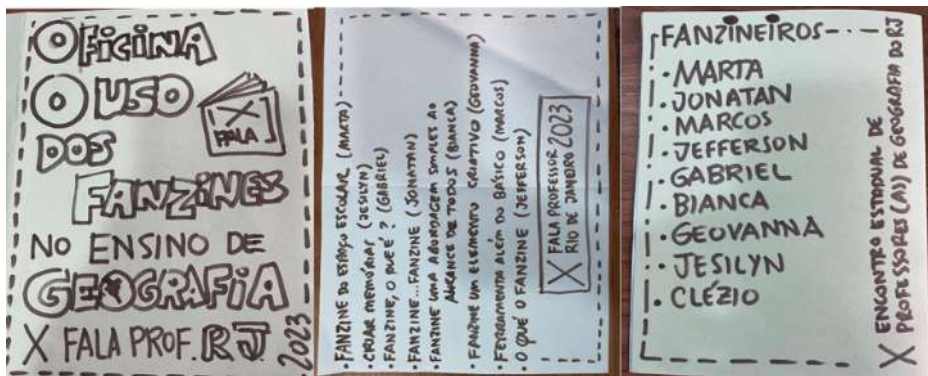 OFICINA
O USO
DOS
FANZINES
NO ENSINO DE
GEOGRAFIA
X FALA PROF. RJ.
2023
X
FALA
• FANZINE DO ESPAÇO ESCOLAR (MARTA)
• CRIAR MEMÓRIAS (JESILYN)
• FANZINE, O QUE É? (GABRIEL)
FANZINE... FANZINE (JONATAN)
• FANZINE UMA ABORDAGEM SIMPLES AO
ALCANCE DE TODOS (BIANCA)
• FANZINE UM ELEMENTO CRIATIVO (GEOVANNA)
• FERRAMENTA ALÉM DO BÁSICO (MARCOS)
• O QUÉ O FANZINE (JEFFERSON)
X FALA PROFESSOR 2023
RIO DE JANEIRO
FANZINEIROS
• MARTA
• JONATAN
• MARCOS
• JEFFERSON
• GABRIEL
• BIANCA
• GEOVANNA
• JESILYN
• CLÉZIO
X ENCONTRO ESTADUAL DE
PROFESSORES (AS) DE GEOGRAFIA DO RJ